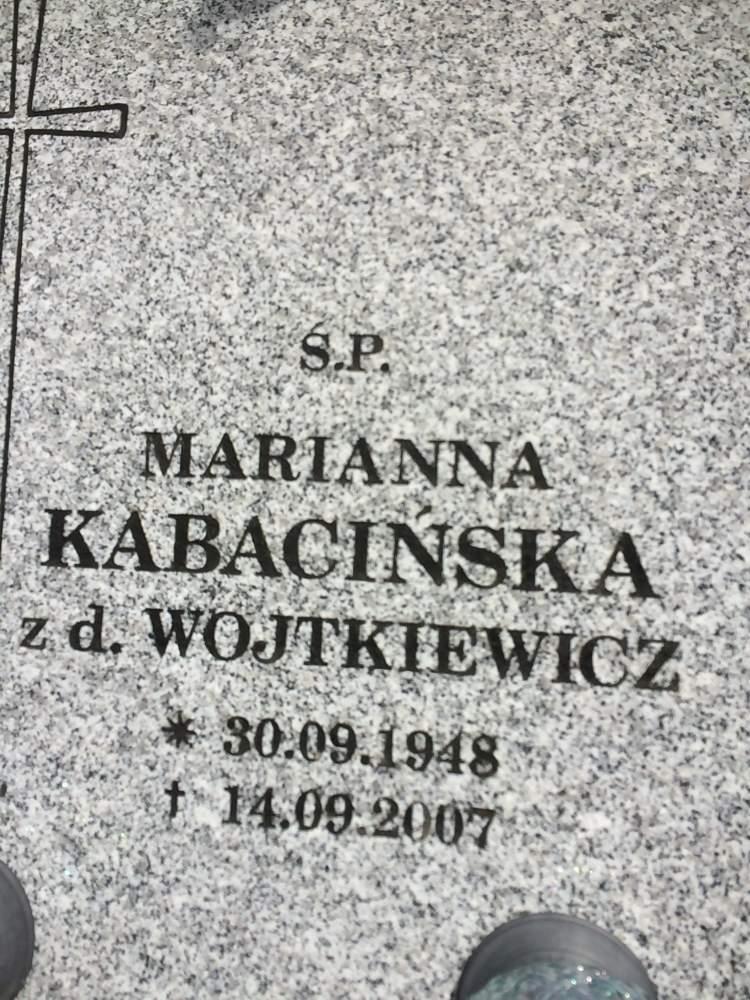 Ś.P.
MARIANNA
KABACIŃSKA
z d. WOJTKIEWICZ
* 30.09.1948
† 14.09.2007